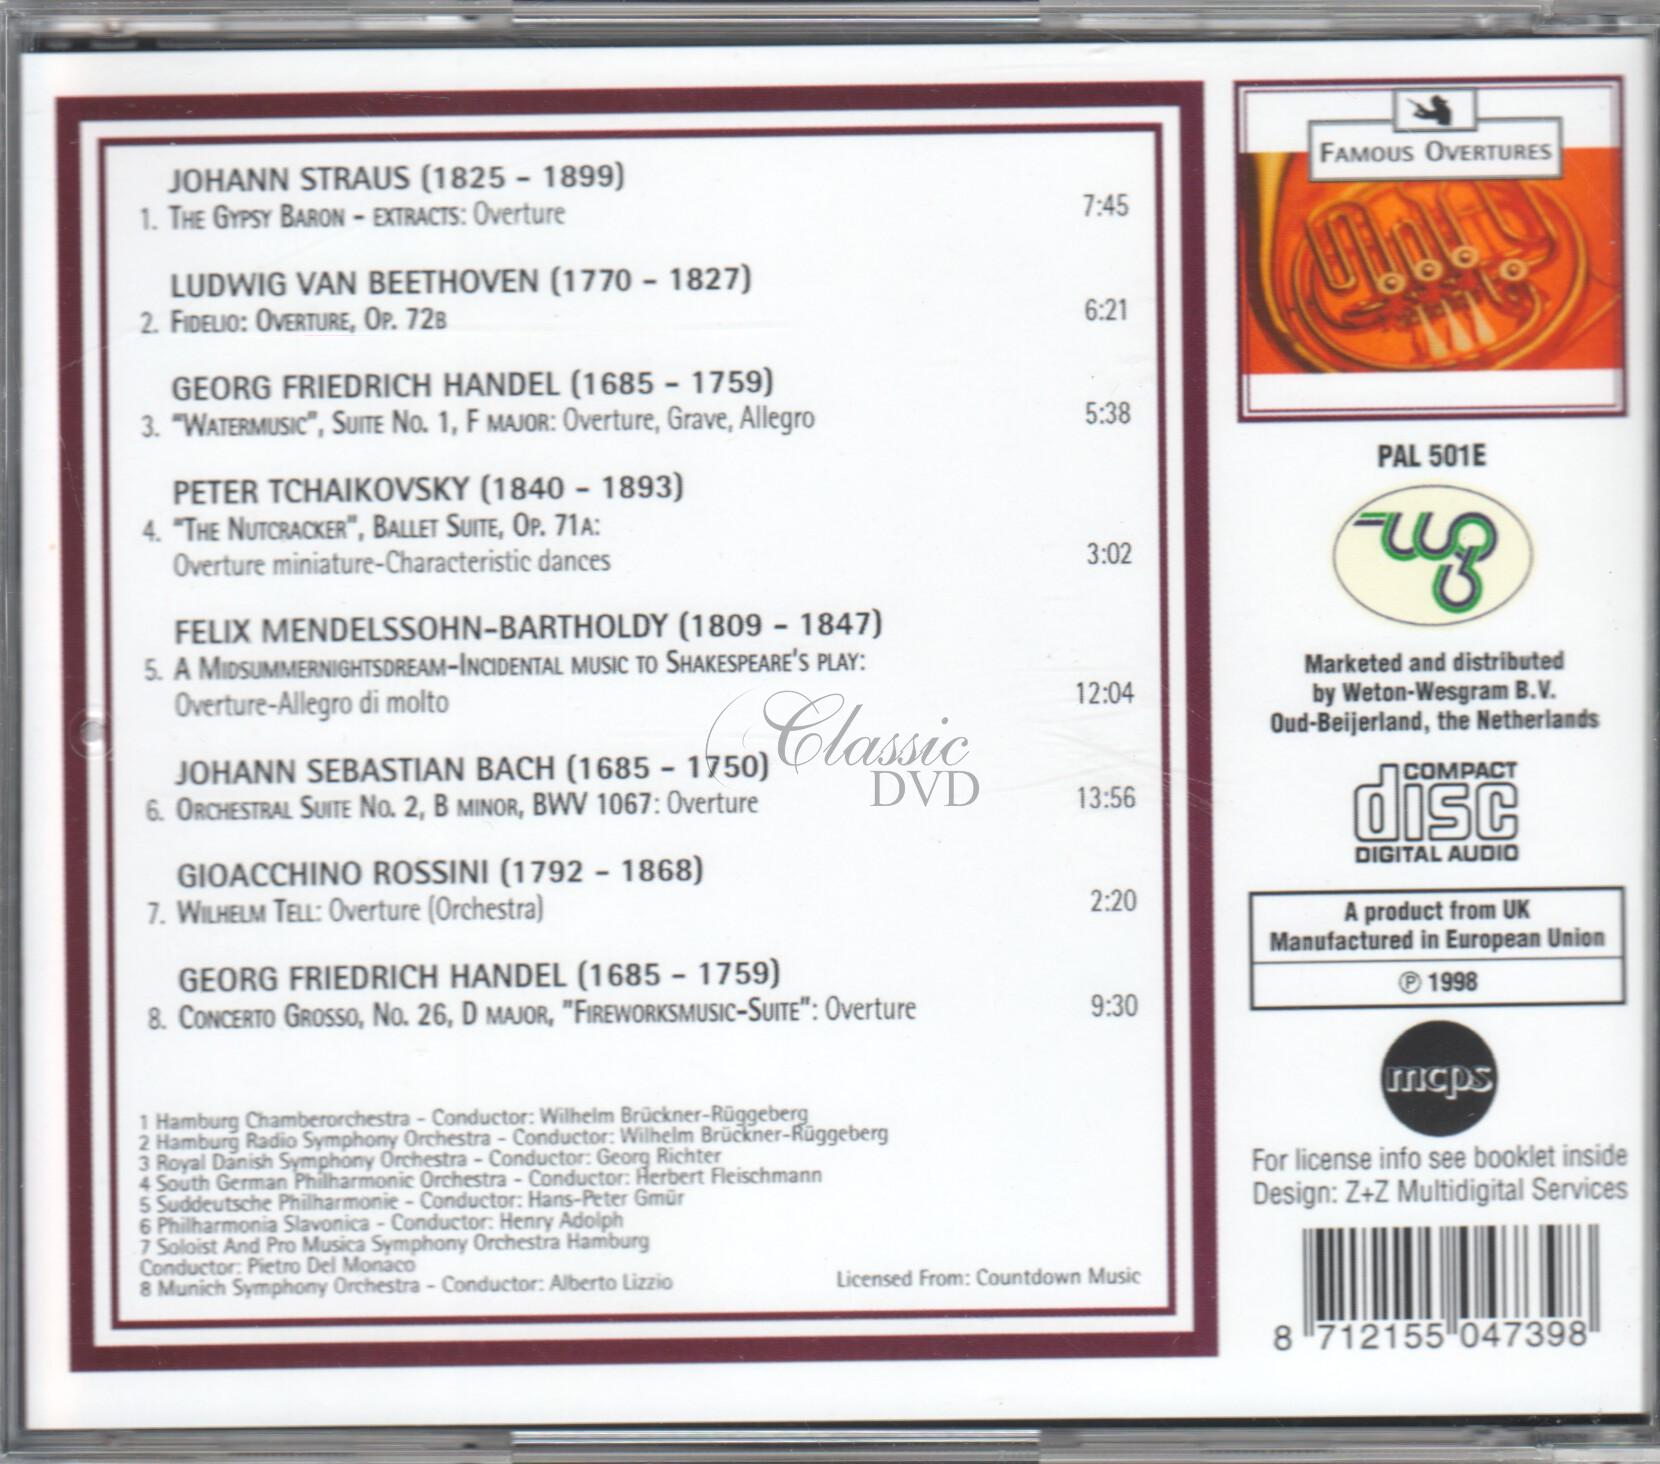 JOHANN STRAUS (1825 - 1899)
1. THE GYPSY BARON - EXTRACTS: Overture 7:45
LUDWIG VAN BEETHOVEN (1770 - 1827)
2. FIDELIO: OVERTURE, OP. 72B 6:21
GEORG FRIEDRICH HANDEL (1685 - 1759)
3. "WATERMUSIC", SUITE NO. 1, F MAJOR: Overture, Grave, Allegro 5:38
PETER TCHAIKOVSKY (1840 - 1893)
4. "THE NUTCRACKER", BALLET SUITE, OP. 71A:
Overture miniature-Characteristic dances 3:02
FELIX MENDELSSOHN-BARTHOLDY (1809 - 1847)
5. A MIDSUMMERNIGHTSDREAM-INCIDENTAL MUSIC TO SHAKESPEARE'S PLAY:
Overture-Allegro di molto 12:04
JOHANN SEBASTIAN BACH (1685 - 1750)
6. ORCHESTRAL SUITE NO. 2, B MINOR, BWV 1067: Overture 13:56
GIOACCHINO ROSSINI (1792 - 1868)
7. WILHELM TELL: Overture (Orchestra) 2:20
GEORG FRIEDRICH HANDEL (1685 - 1759)
8. CONCERTO GROSSO, NO. 26, D MAJOR, "FIREWORKSMUSIC-SUITE": Overture 9:30
1 Hamburg Chamberorchestra - Conductor: Wilhelm Brückner-Rüggeberg
2 Hamburg Radio Symphony Orchestra - Conductor: Wilhelm Brückner-Rüggeberg
3 Royal Danish Symphony Orchestra - Conductor: Georg Richter
4 South German Philharmonic Orchestra - Conductor: Herbert Fleischmann
5 Suddeutsche Philharmonie - Conductor: Hans-Peter Gmür
6 Philharmonia Slavonica - Conductor: Henry Adolph
7 Soloist And Pro Musica Symphony Orchestra Hamburg
Conductor: Pietro Del Monaco
8 Munich Symphony Orchestra - Conductor: Alberto Lizzio
Licensed From: Countdown Music
Classic
DVD
FAMOUS OVERTURES
PAL 501E
Marketed and distributed
by Weton-Wesgram B.V.
Oud-Beijerland, the Netherlands
COMPACT
disc
DIGITAL AUDIO
A product from UK
Manufactured in European Union
℗ 1998
mcps
For license info see booklet inside
Design: Z+Z Multidigital Services
8 712155 047398